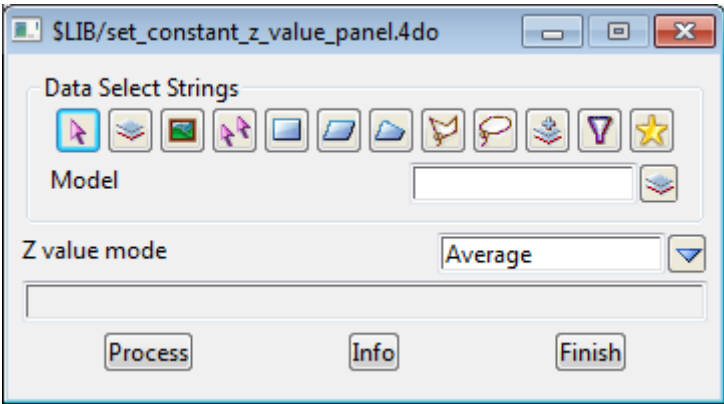 $LIB/set_constant_z_value_panel.4do
Data Select Strings
Model
Z value mode Average
Process Info Finish